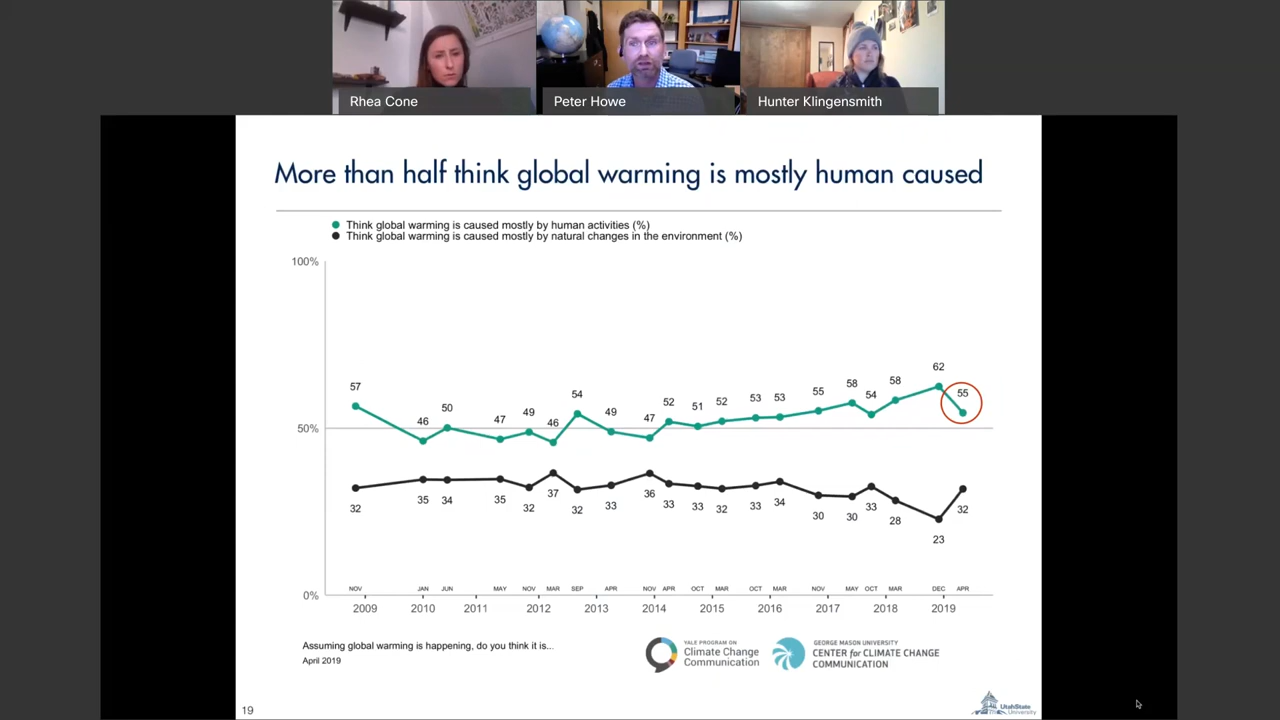 Rhea Cone
Peter Howe
Hunter Klingensmith
More than half think global warming is mostly human caused
Think global warming is caused mostly by human activities (%)
Think global warming is caused mostly by natural changes in the environment (%)
100%
50%
0%
57 46 50 47 49 46 54 49 47 52 51 52 53 53 55 58 54 58 62 55
32 35 34 35 32 37 32 33 36 33 33 32 33 34 30 30 33 28 23 32
NOV JAN JUN MAY NOV MAR SEP APR NOV APR OCT MAR OCT MAR NOV MAY OCT MAR DEC APR
2009 2010 2011 2012 2013 2014 2015 2016 2017 2018 2019
Assuming global warming is happening, do you think it is...
April 2019
YALE PROGRAM ON
Climate Change
Communication
GEORGE MASON UNIVERSITY
CENTER for CLIMATE CHANGE
COMMUNICATION
19
UtahState
University